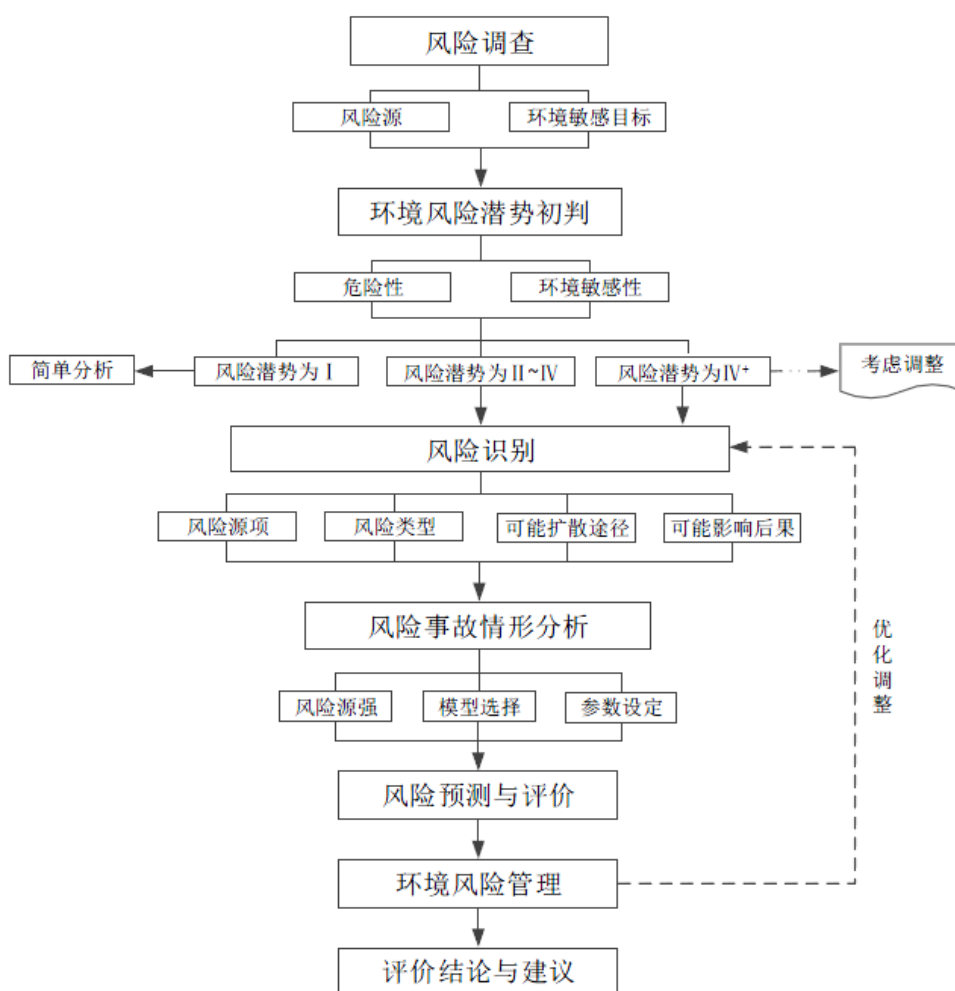 风险调查
风险源
环境敏感目标
环境风险潜势初判
危险性
环境敏感性
简单分析
风险潜势为Ⅰ
风险潜势为Ⅱ~Ⅳ
风险潜势为Ⅳ⁺
考虑调整
风险识别
风险源项
风险类型
可能扩散途径
可能影响后果
风险事故情形分析
优化调整
风险源强
模型选择
参数设定
风险预测与评价
环境风险管理
评价结论与建议